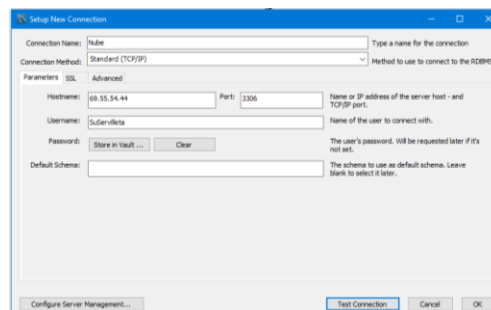 Setup New Connection
Connection Name: Nube Type a name for the connection
Connection Method: Standard (TCP/IP) Method to use to connect to the RDBMS
Parameters SSL Advanced
Hostname: 69.55.54.44 Port: 3306 Name or IP address of the server host - and
TCP/IP port.
Username: SuServilleta Name of the user to connect with.
Password: Store in Vault ... Clear The user's password. Will be requested later if it's
not set.
Default Schema: The schema to use as default schema. Leave
blank to select it later.
Configure Server Management... Test Connection Cancel OK